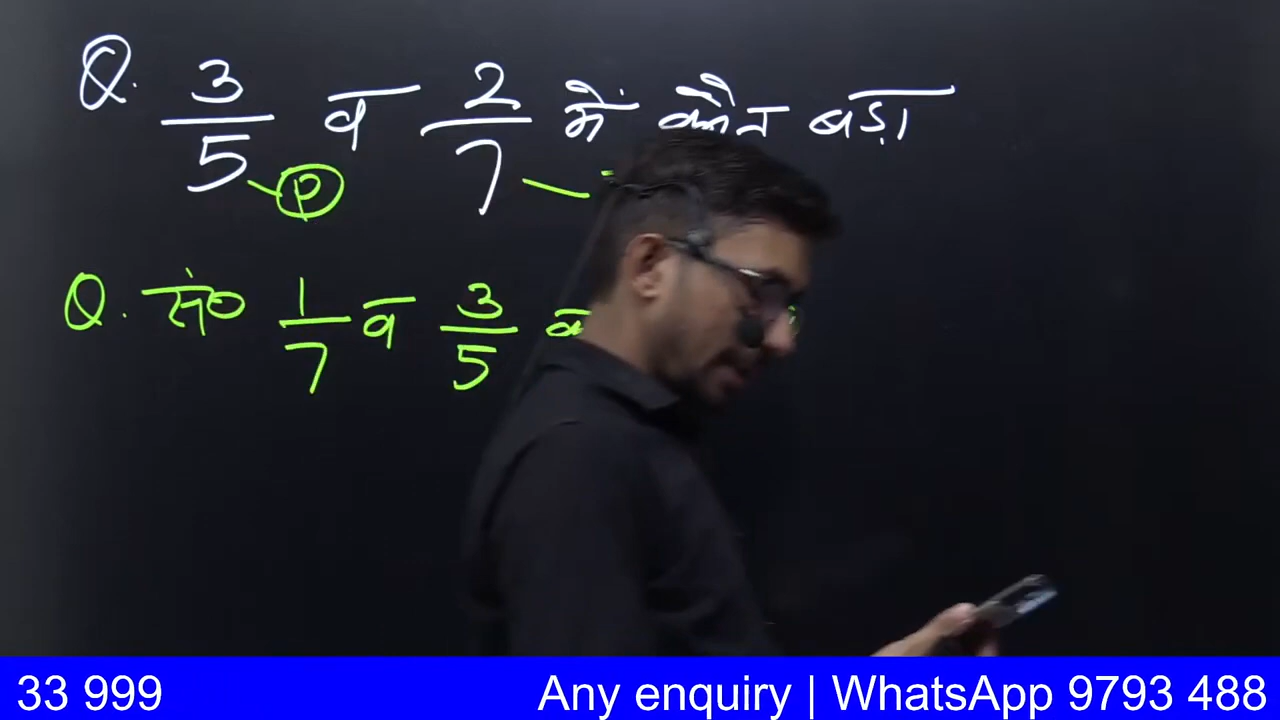 Q. 3/5 व 2/7 में कौन बड़ा
P
Q. सं० 1/7 व 3/5
33 999 Any enquiry | WhatsApp 9793 488